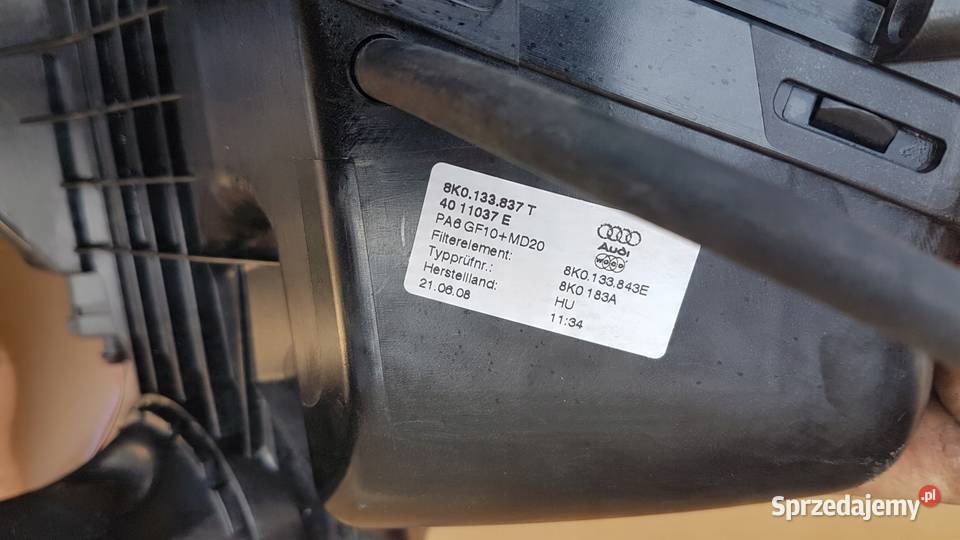 8K0.133.837 T
40 11037 E
PA6 GF10+MD20
Filterelement: 8K0.133.843E
Typprüfnr.: 8K0 183A
Herstellland: HU
21.06.08 11:34
Audi
Sprzedajemy.pl